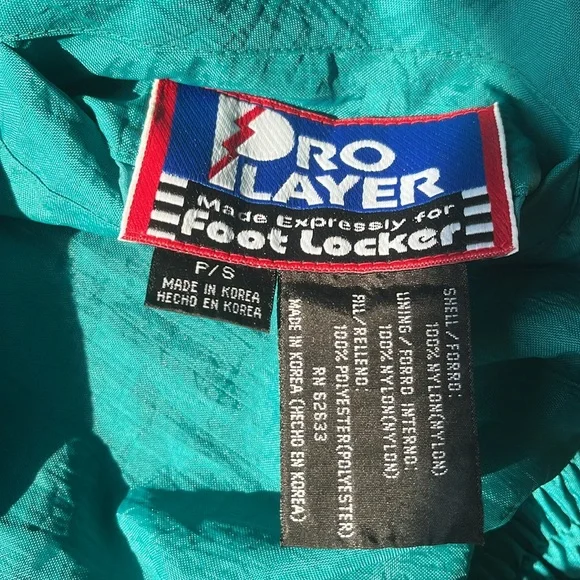 PRO
PLAYER
Made Expressly for
Foot Locker
P/S
MADE IN KOREA
HECHO EN KOREA
SHELL/FORRO:
100% NYLON(NYLON)
LINING/FORRO INTERNO:
100% NYLON(NYLON)
FILL/RELLENO:
100% POLYESTER(POLYESTER)
RN 62633
MADE IN KOREA (HECHO EN KOREA)